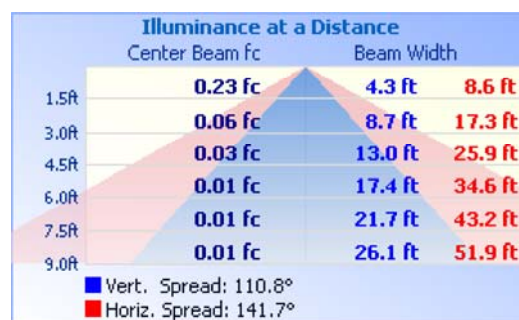 Illuminance at a Distance
Center Beam fc Beam Width
1.5ft 0.23 fc 4.3 ft 8.6 ft
3.0ft 0.06 fc 8.7 ft 17.3 ft
4.5ft 0.03 fc 13.0 ft 25.9 ft
6.0ft 0.01 fc 17.4 ft 34.6 ft
7.5ft 0.01 fc 21.7 ft 43.2 ft
9.0ft 0.01 fc 26.1 ft 51.9 ft
Vert. Spread: 110.8°
Horiz. Spread: 141.7°